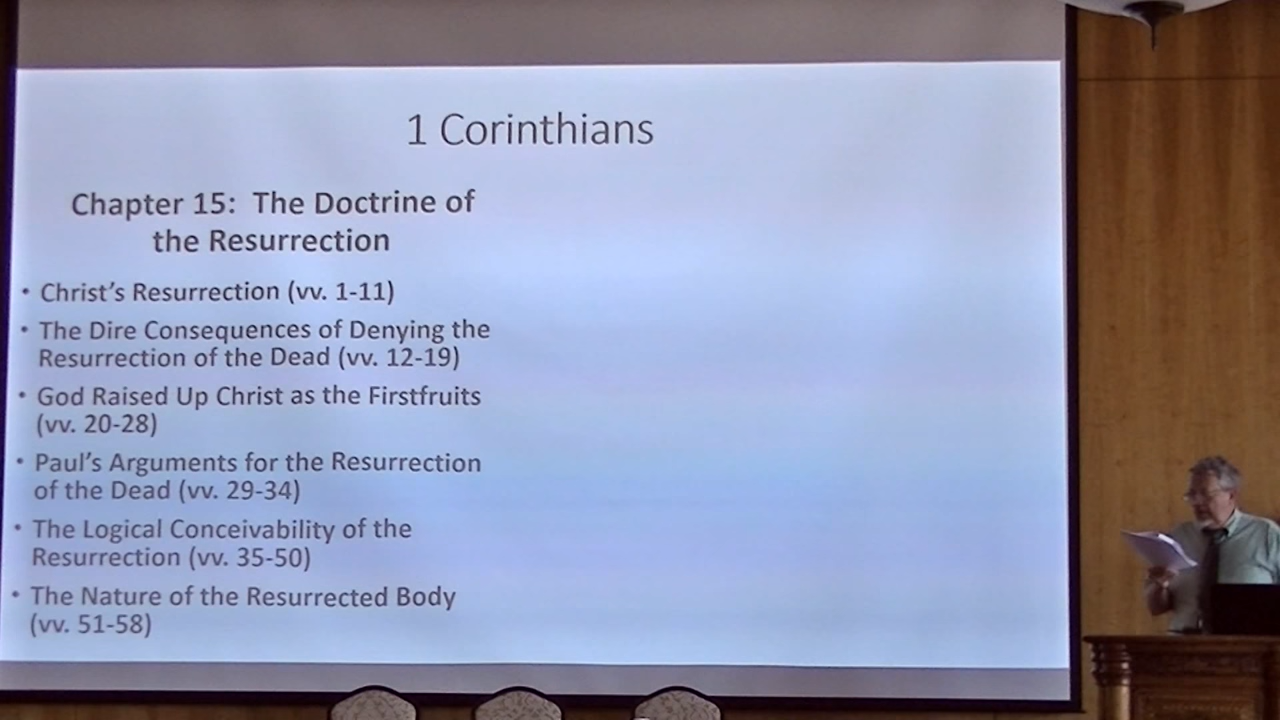 1 Corinthians
Chapter 15: The Doctrine of
the Resurrection
• Christ's Resurrection (vv. 1-11)
• The Dire Consequences of Denying the
Resurrection of the Dead (vv. 12-19)
• God Raised Up Christ as the Firstfruits
(vv. 20-28)
• Paul's Arguments for the Resurrection
of the Dead (vv. 29-34)
• The Logical Conceivability of the
Resurrection (vv. 35-50)
• The Nature of the Resurrected Body
(vv. 51-58)